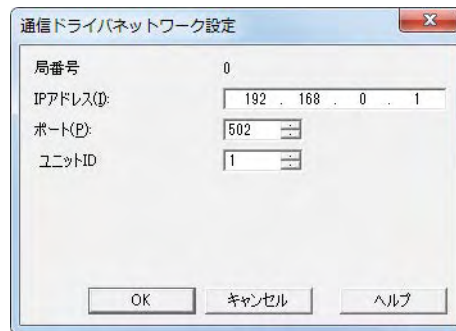 通信ドライバネットワーク設定
局番号 0
IPアドレス(I): 192 . 168 . 0 . 1
ポート(P): 502
ユニットID 1
OK キャンセル ヘルプ